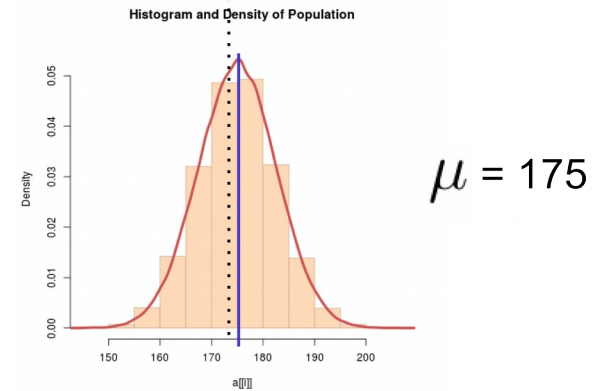 Histogram and Density of Population
Density
0.00 0.01 0.02 0.03 0.04 0.05
150 160 170 180 190 200
a[[i]]
μ = 175